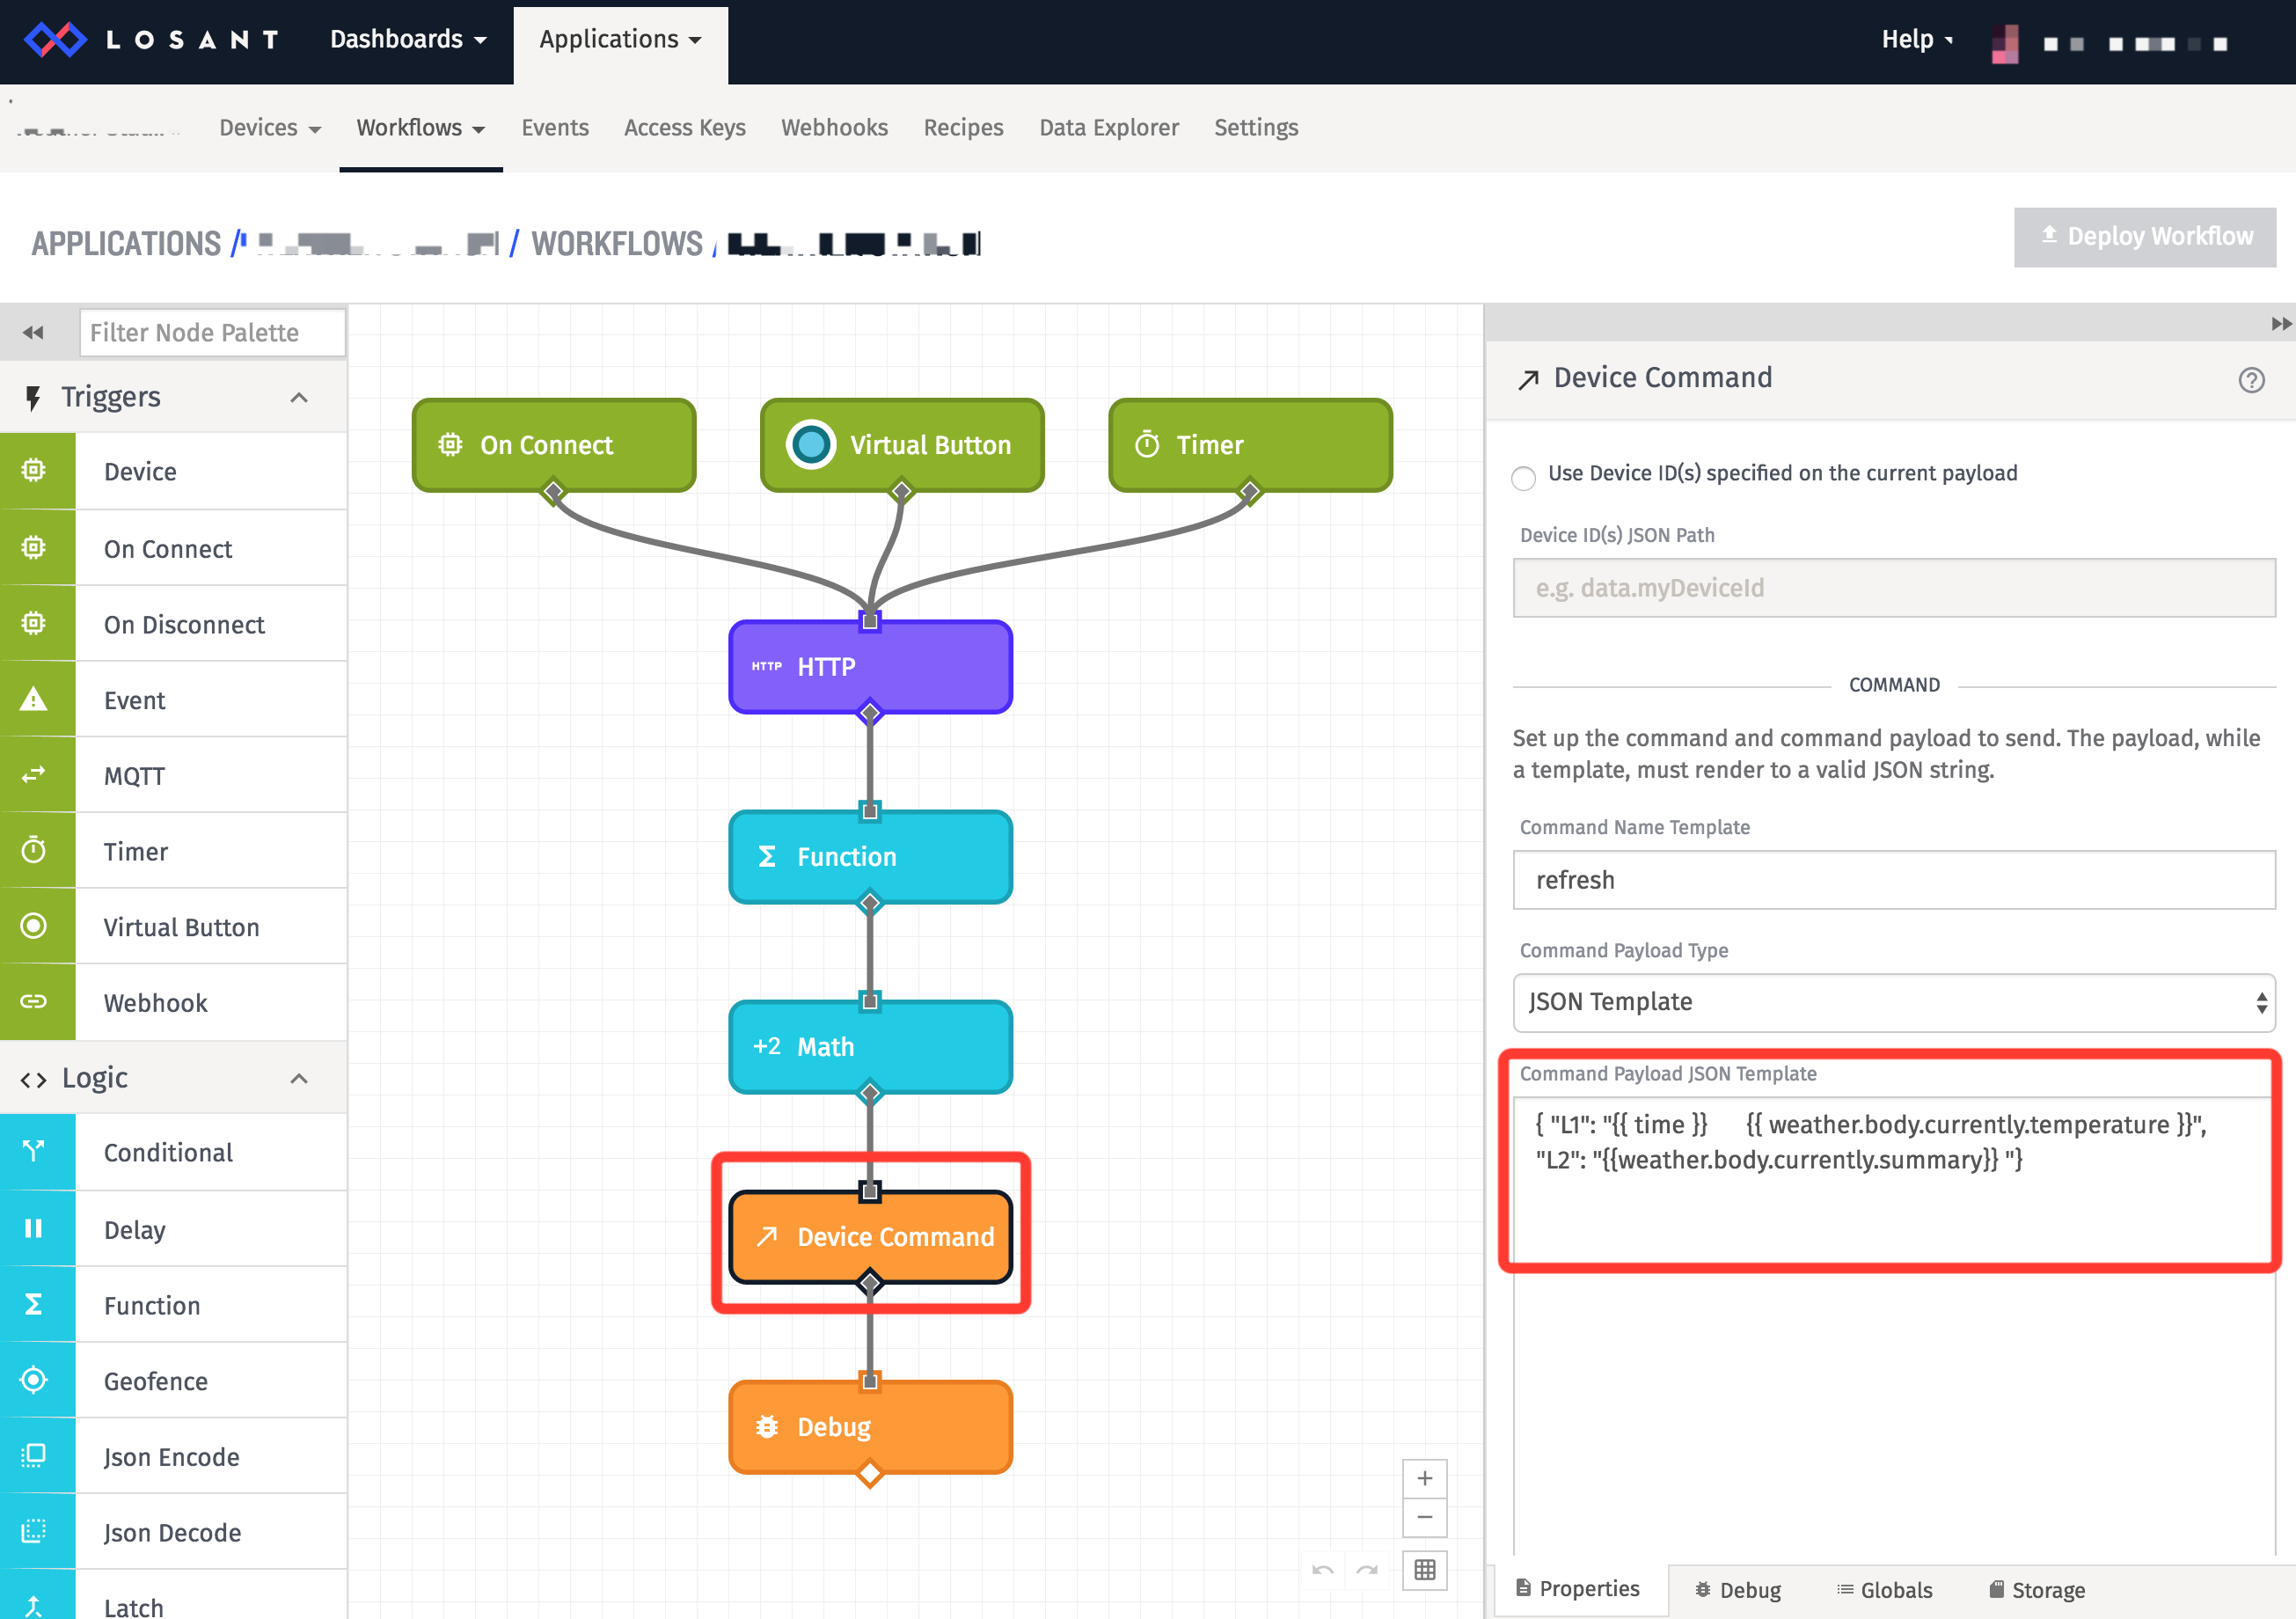 LOSANT
Dashboards
Applications
Help
Devices
Workflows
Events
Access Keys
Webhooks
Recipes
Data Explorer
Settings
APPLICATIONS /
/ WORKFLOWS /
Deploy Workflow
Filter Node Palette
Triggers
Device
On Connect
On Disconnect
Event
MQTT
Timer
Virtual Button
Webhook
Logic
Conditional
Delay
Function
Geofence
Json Encode
Json Decode
Latch
On Connect
Virtual Button
Timer
HTTP HTTP
Function
+2 Math
Device Command
Debug
Device Command
Use Device ID(s) specified on the current payload
Device ID(s) JSON Path
e.g. data.myDeviceId
COMMAND
Set up the command and command payload to send. The payload, while
a template, must render to a valid JSON string.
Command Name Template
refresh
Command Payload Type
JSON Template
Command Payload JSON Template
{ "L1": "{{ time }} {{ weather.body.currently.temperature }}",
"L2": "{{weather.body.currently.summary}} "}
Properties
Debug
Globals
Storage